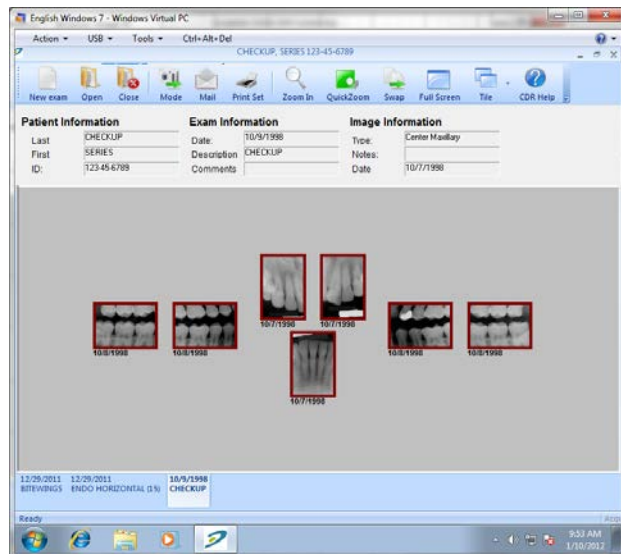 English Windows 7 - Windows Virtual PC
Action USB Tools Ctrl+Alt+Del
CHECKUP, SERIES 123-45-6789
New exam Open Close Mode Mail Print Set Zoom In QuickZoom Swap Full Screen Tile CDR Help
Patient Information Exam Information Image Information
Last CHECKUP Date: 10/9/1998 Type: Center Maxillary
First SERIES Description CHECKUP Notes:
ID: 123-45-6789 Comments Date 10/7/1998
10/7/1998 10/7/1998
10/8/1998 10/8/1998 10/8/1998 10/8/1998
10/7/1998
12/29/2011 12/29/2011 10/9/1998
BITEWINGS ENDO HORIZONTAL (15) CHECKUP
Ready
9:53 AM
1/10/2012